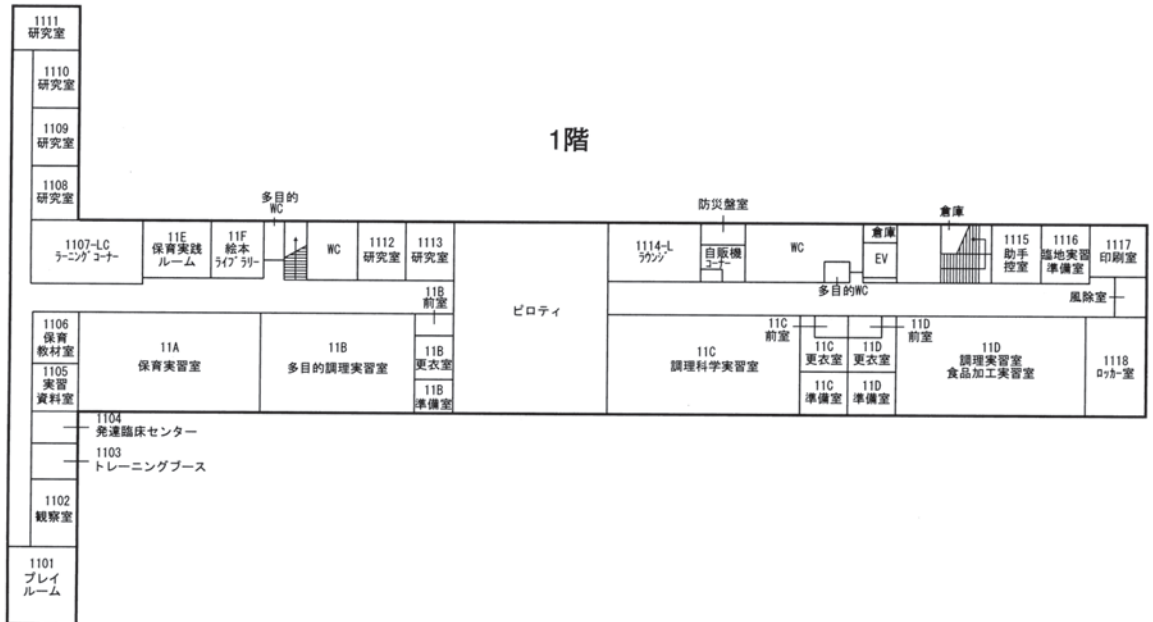 1階
1111
研究室
1110
研究室
1109
研究室
1108
研究室
1107-LC
ラーニングコーナー
11E
保育実践
ルーム
11F
絵本
ライブラリー
多目的
WC
WC
1112
研究室
1113
研究室
11B
前室
ピロティ
1114-L
ラウンジ
防災盤室
自販機
コーナー
WC
多目的WC
倉庫
EV
倉庫
1115
助手
控室
1116
臨地実習
準備室
1117
印刷室
風除室
1106
保育
教材室
1105
実習
資料室
11A
保育実習室
11B
多目的調理実習室
11B
更衣室
11B
準備室
11C
調理科学実習室
11C
前室
11D
前室
11C
更衣室
11D
更衣室
11C
準備室
11D
準備室
11D
調理実習室
食品加工実習室
1118
ロッカー室
1104
発達臨床センター
1103
トレーニングブース
1102
観察室
1101
プレイ
ルーム